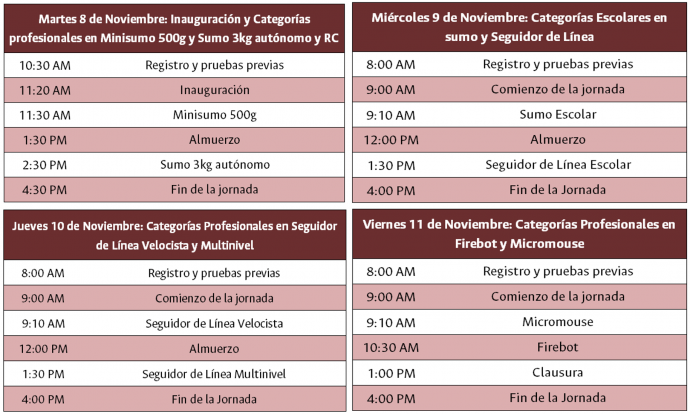 Martes 8 de Noviembre: Inauguración y Categorías
profesionales en Minisumo 500g y Sumo 3kg autónomo y RC
10:30 AM Registro y pruebas previas
11:20 AM Inauguración
11:30 AM Minisumo 500g
1:30 PM Almuerzo
2:30 PM Sumo 3kg autónomo
4:30 PM Fin de la jornada
Miércoles 9 de Noviembre: Categorías Escolares en
sumo y Seguidor de Línea
8:00 AM Registro y pruebas previas
9:00 AM Comienzo de la jornada
9:10 AM Sumo Escolar
12:00 PM Almuerzo
1:30 PM Seguidor de Línea Escolar
4:00 PM Fin de la Jornada
Jueves 10 de Noviembre: Categorías Profesionales en Seguidor
de Línea Velocista y Multinivel
8:00 AM Registro y pruebas previas
9:00 AM Comienzo de la jornada
9:10 AM Seguidor de Línea Velocista
12:00 PM Almuerzo
1:30 PM Seguidor de Línea Multinivel
4:00 PM Fin de la Jornada
Viernes 11 de Noviembre: Categorías Profesionales en
Firebot y Micromouse
8:00 AM Registro y pruebas previas
9:00 AM Comienzo de la jornada
9:10 AM Micromouse
10:30 AM Firebot
1:00 PM Clausura
4:00 PM Fin de la Jornada